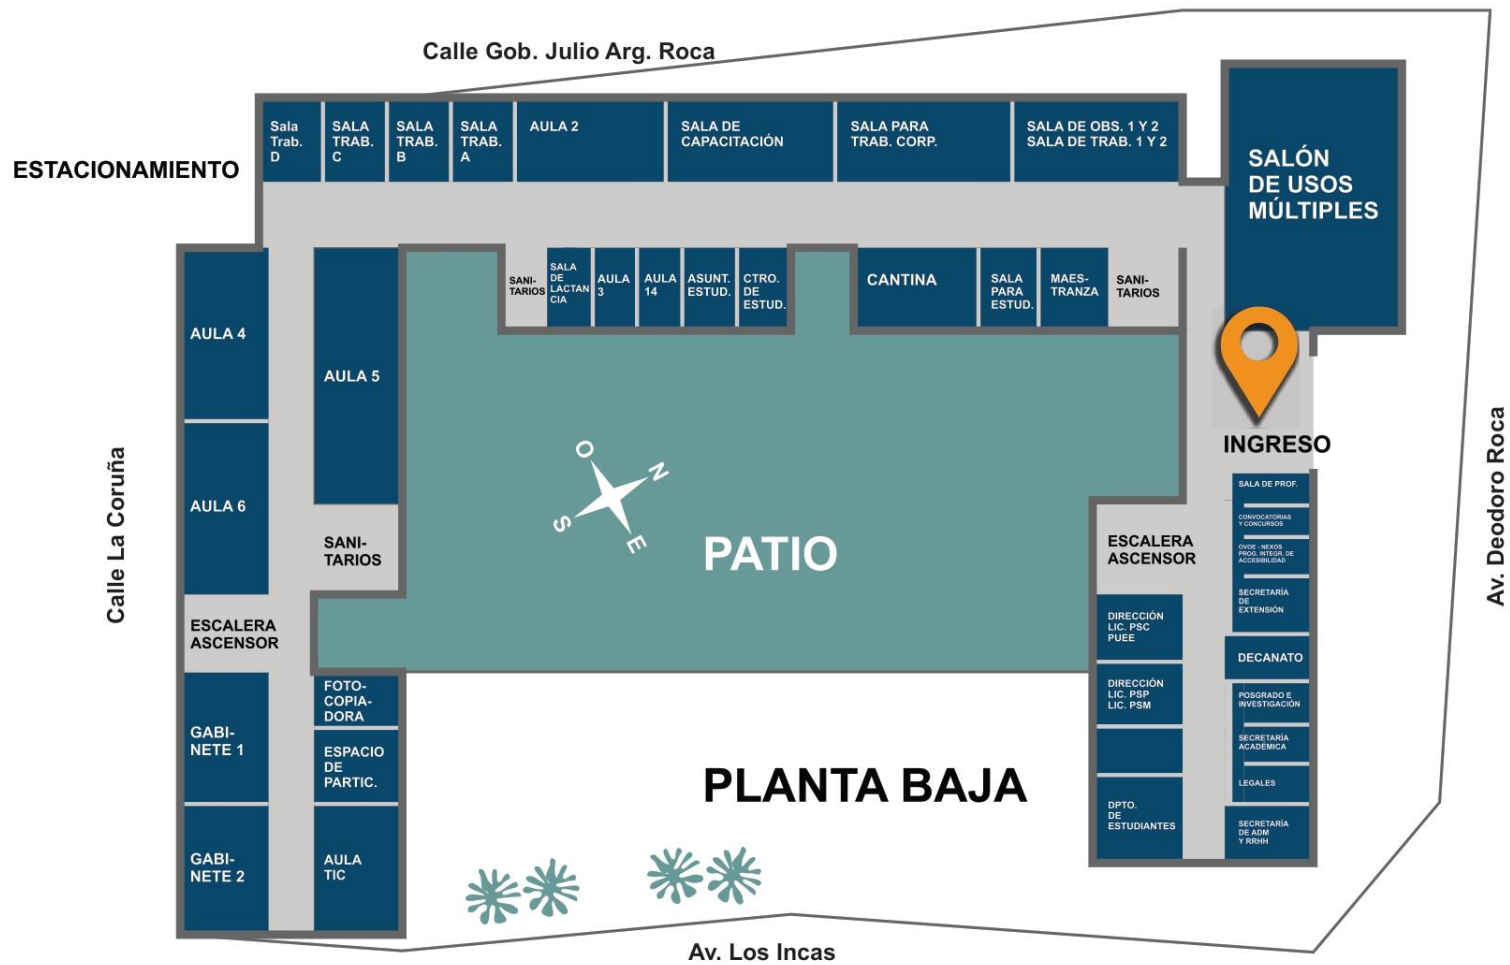 Calle Gob. Julio Arg. Roca
ESTACIONAMIENTO
Sala
Trab.
D
SALA
TRAB.
C
SALA
TRAB.
B
SALA
TRAB.
A
AULA 2
SALA DE
CAPACITACIÓN
SALA PARA
TRAB. CORP.
SALA DE OBS. 1 Y 2
SALA DE TRAB. 1 Y 2
SALÓN
DE USOS
MÚLTIPLES
SANI-
TARIOS
SALA
DE
LACTAN
CIA
AULA
3
AULA
14
ASUNT.
ESTUD.
CTRO.
DE
ESTUD.
CANTINA
SALA
PARA
ESTUD.
MAES-
TRANZA
SANI-
TARIOS
AULA 4
AULA 5
AULA 6
SANI-
TARIOS
ESCALERA
ASCENSOR
Calle La Coruña
O
N
S
E
PATIO
INGRESO
Av. Deodoro Roca
SALA DE PROF.
CONVOCATORIAS
Y CONCURSOS
OVOE - NEXOS
PROG. INTEGR. DE
ACCESIBILIDAD
SECRETARÍA
DE
EXTENSIÓN
ESCALERA
ASCENSOR
DIRECCIÓN
LIC. PSC
PUEE
DECANATO
DIRECCIÓN
LIC. PSP
LIC. PSM
POSGRADO E
INVESTIGACIÓN
SECRETARÍA
ACADÉMICA
LEGALES
DPTO.
DE
ESTUDIANTES
SECRETARÍA
DE ADM
Y RRHH
FOTO-
COPIA-
DORA
GABI-
NETE 1
ESPACIO
DE
PARTIC.
PLANTA BAJA
GABI-
NETE 2
AULA
TIC
Av. Los Incas